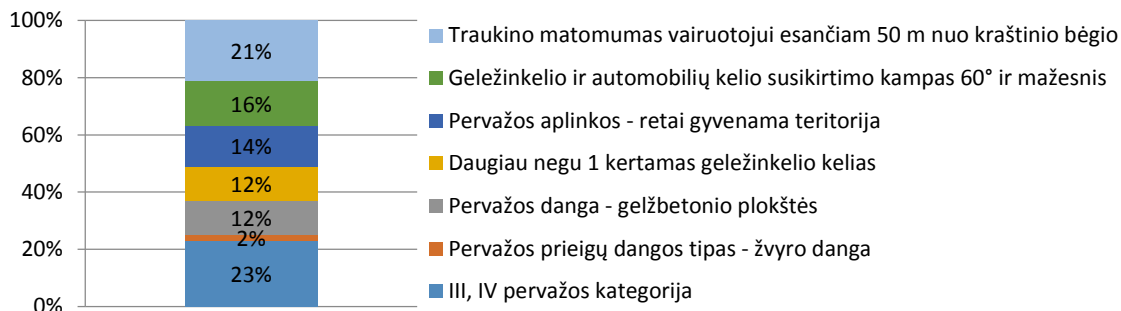 100%
80%
60%
40%
20%
0%
21%
16%
14%
12%
12%
2%
23%
Traukino matomumas vairuotojui esančiam 50 m nuo kraštinio bėgio
Geležinkelio ir automobilių kelio susikirtimo kampas 60° ir mažesnis
Pervažos aplinkos - retai gyvenama teritorija
Daugiau negu 1 kertamas geležinkelio kelias
Pervažos danga - gelžbetonio plokštės
Pervažos prieigų dangos tipas - žvyro danga
III, IV pervažos kategorija